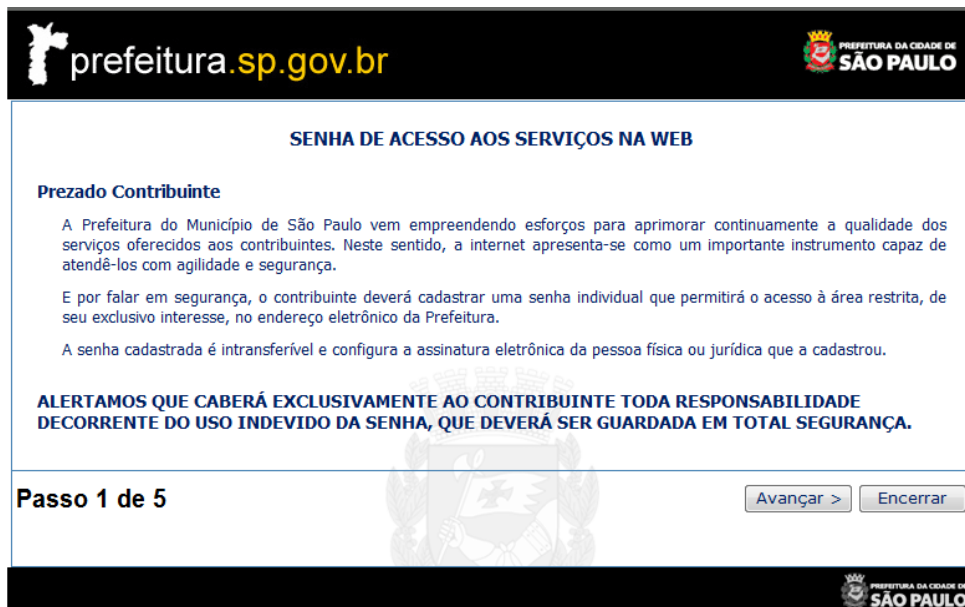 prefeitura.sp.gov.br
PREFEITURA DA CIDADE DE
SÃO PAULO
SENHA DE ACESSO AOS SERVIÇOS NA WEB
Prezado Contribuinte
A Prefeitura do Município de São Paulo vem empreendendo esforços para aprimorar continuamente a qualidade dos
serviços oferecidos aos contribuintes. Neste sentido, a internet apresenta-se como um importante instrumento capaz de
atendê-los com agilidade e segurança.
E por falar em segurança, o contribuinte deverá cadastrar uma senha individual que permitirá o acesso à área restrita, de
seu exclusivo interesse, no endereço eletrônico da Prefeitura.
A senha cadastrada é intransferível e configura a assinatura eletrônica da pessoa física ou jurídica que a cadastrou.
ALERTAMOS QUE CABERÁ EXCLUSIVAMENTE AO CONTRIBUINTE TODA RESPONSABILIDADE
DECORRENTE DO USO INDEVIDO DA SENHA, QUE DEVERÁ SER GUARDADA EM TOTAL SEGURANÇA.
Passo 1 de 5
Avançar >
Encerrar
PREFEITURA DA CIDADE DE
SÃO PAULO